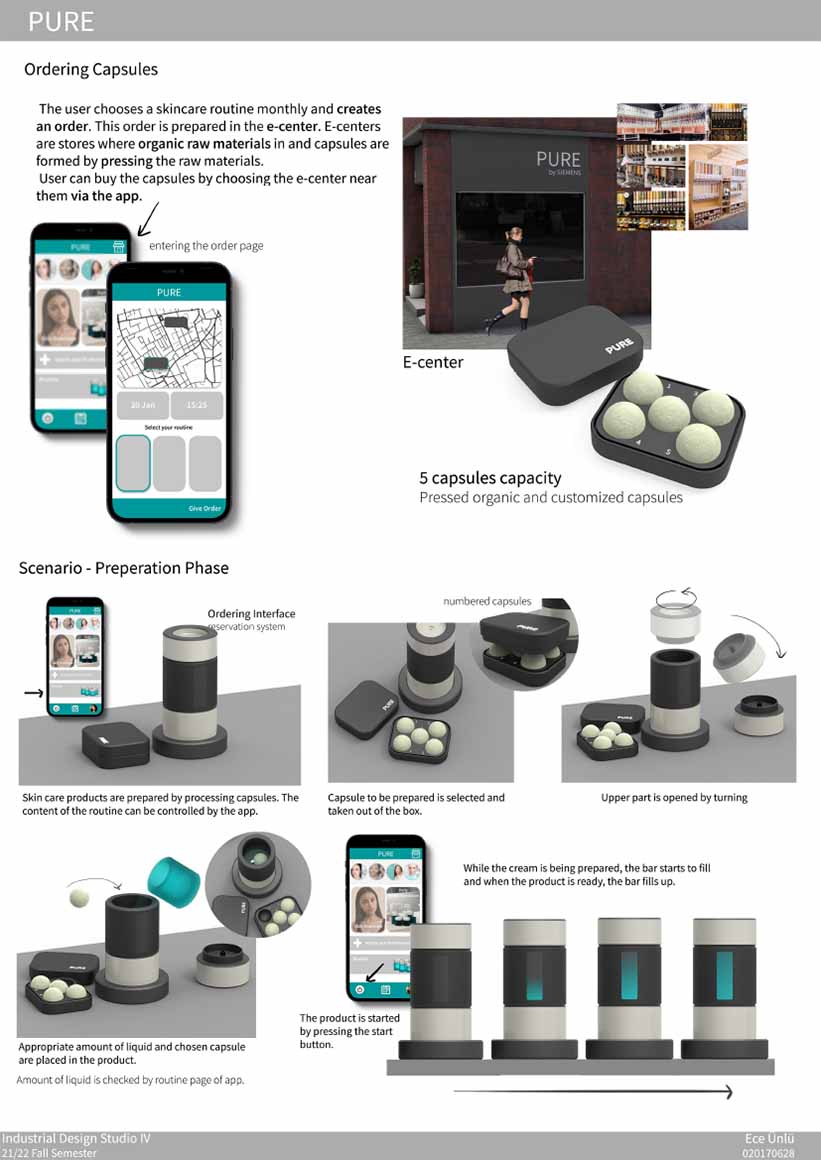 PURE
Ordering Capsules
The user chooses a skincare routine monthly and creates
an order. This order is prepared in the e-center. E-centers
are stores where organic raw materials in and capsules are
formed by pressing the raw materials.
User can buy the capsules by choosing the e-center near
them via the app.
entering the order page
PURE
PURE
20 Jan
15:25
Select your routine
Give Order
PURE
by SIEMENS
E-center
PURE
2
3
4
5
5 capsules capacity
Pressed organic and customized capsules
Scenario - Preperation Phase
Ordering Interface
reservation system
PURE
Skin care products are prepared by processing capsules. The
content of the routine can be controlled by the app.
numbered capsules
PURE
PURE
Capsule to be prepared is selected and
taken out of the box.
PURE
Upper part is opened by turning
PURE
PURE
Appropriate amount of liquid and chosen capsule
are placed in the product.
Amount of liquid is checked by routine page of app.
PURE
The product is started
by pressing the start
button.
While the cream is being prepared, the bar starts to fill
and when the product is ready, the bar fills up.
Industrial Design Studio IV
21/22 Fall Semester
Ece Ünlü
020170628